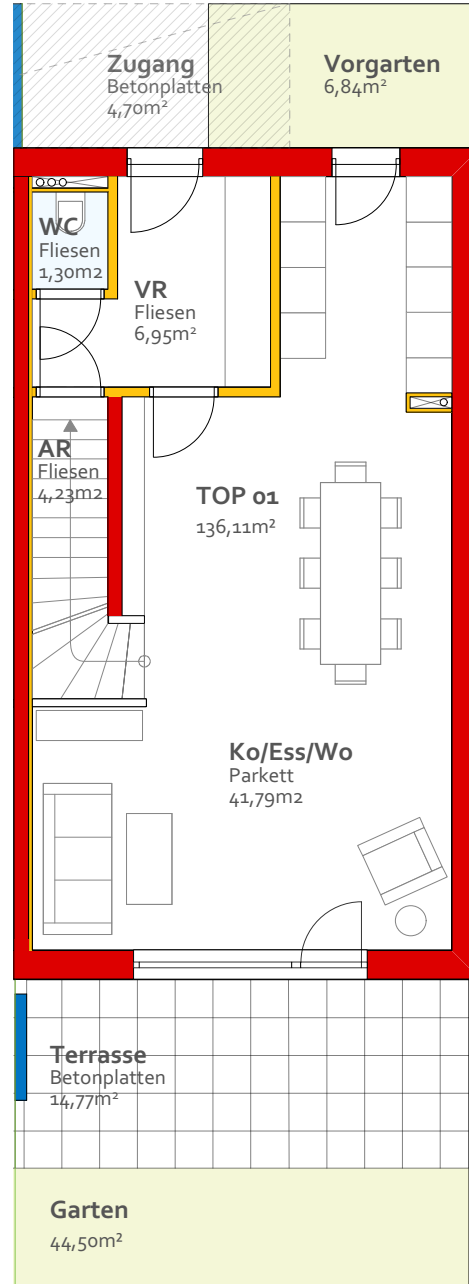 Zugang
Betonplatten
4,70m²
Vorgarten
6,84m²
WC
Fliesen
1,30m2
VR
Fliesen
6,95m²
AR
Fliesen
4,23m2
TOP 01
136,11m²
Ko/Ess/Wo
Parkett
41,79m2
Terrasse
Betonplatten
14,77m²
Garten
44,50m²